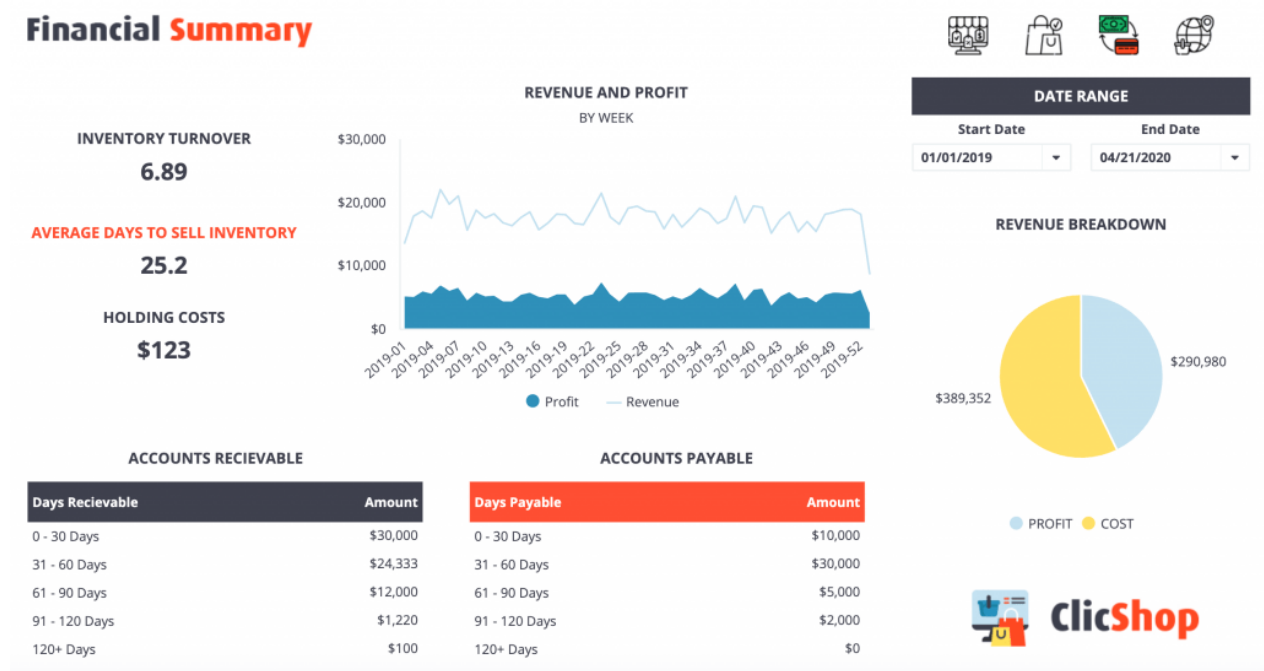 Financial Summary
INVENTORY TURNOVER
6.89
AVERAGE DAYS TO SELL INVENTORY
25.2
HOLDING COSTS
$123
REVENUE AND PROFIT
BY WEEK
$30,000
$20,000
$10,000
$0
2019-01 2019-04 2019-07 2019-10 2019-13 2019-16 2019-19 2019-22 2019-25 2019-28 2019-31 2019-34 2019-37 2019-40 2019-43 2019-46 2019-49 2019-52
Profit Revenue
DATE RANGE
Start Date End Date
01/01/2019 04/21/2020
REVENUE BREAKDOWN
$290,980
$389,352
PROFIT COST
ACCOUNTS RECIEVABLE
Days Recievable Amount
0 - 30 Days $30,000
31 - 60 Days $24,333
61 - 90 Days $12,000
91 - 120 Days $1,220
120+ Days $100
ACCOUNTS PAYABLE
Days Payable Amount
0 - 30 Days $10,000
31 - 60 Days $30,000
61 - 90 Days $5,000
91 - 120 Days $2,000
120+ Days $0
ClicShop